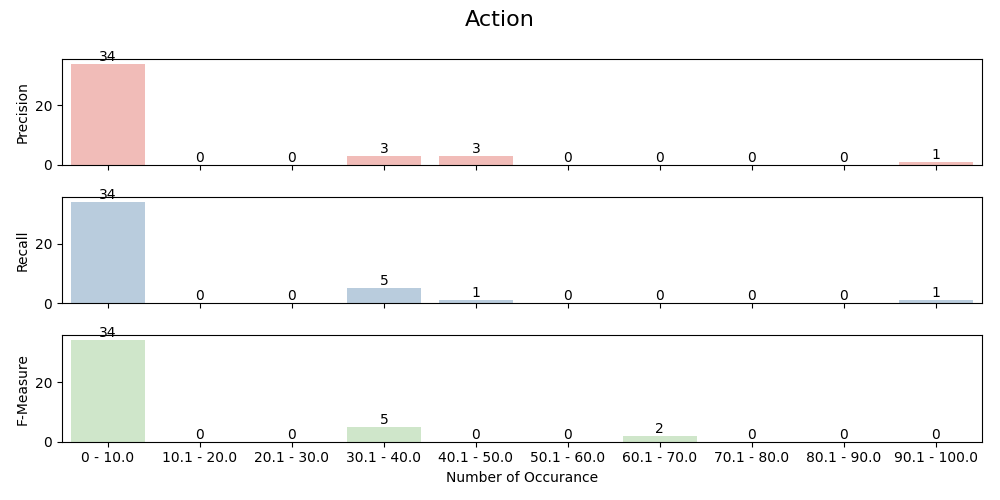 Action
Precision
20
0
34 0 0 3 3 0 0 0 0 1
Recall
20
0
34 0 0 5 1 0 0 0 0 1
F-Measure
20
0
34 0 0 5 0 0 2 0 0 0
0 - 10.0 10.1 - 20.0 20.1 - 30.0 30.1 - 40.0 40.1 - 50.0 50.1 - 60.0 60.1 - 70.0 70.1 - 80.0 80.1 - 90.0 90.1 - 100.0
Number of Occurance